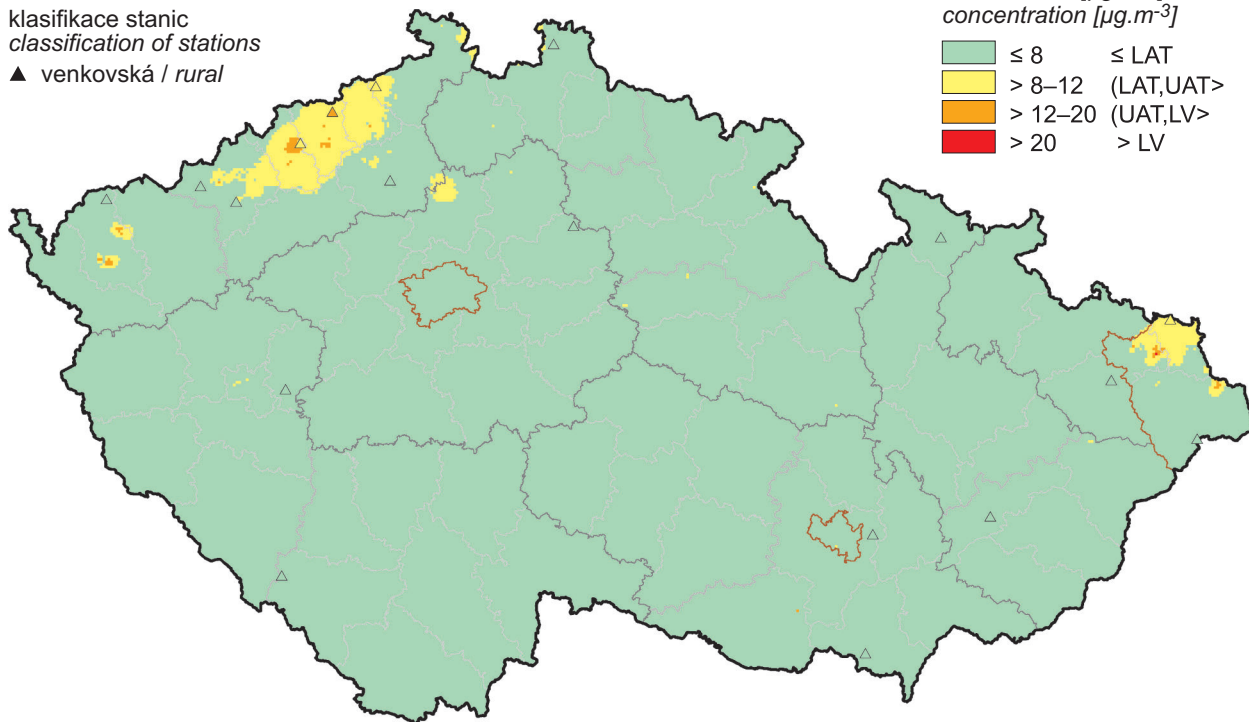 klasifikace stanic
classification of stations
▲ venkovská / rural
concentration [µg.m-3]
≤ 8 ≤ LAT
> 8–12 (LAT,UAT>
> 12–20 (UAT,LV>
> 20 > LV